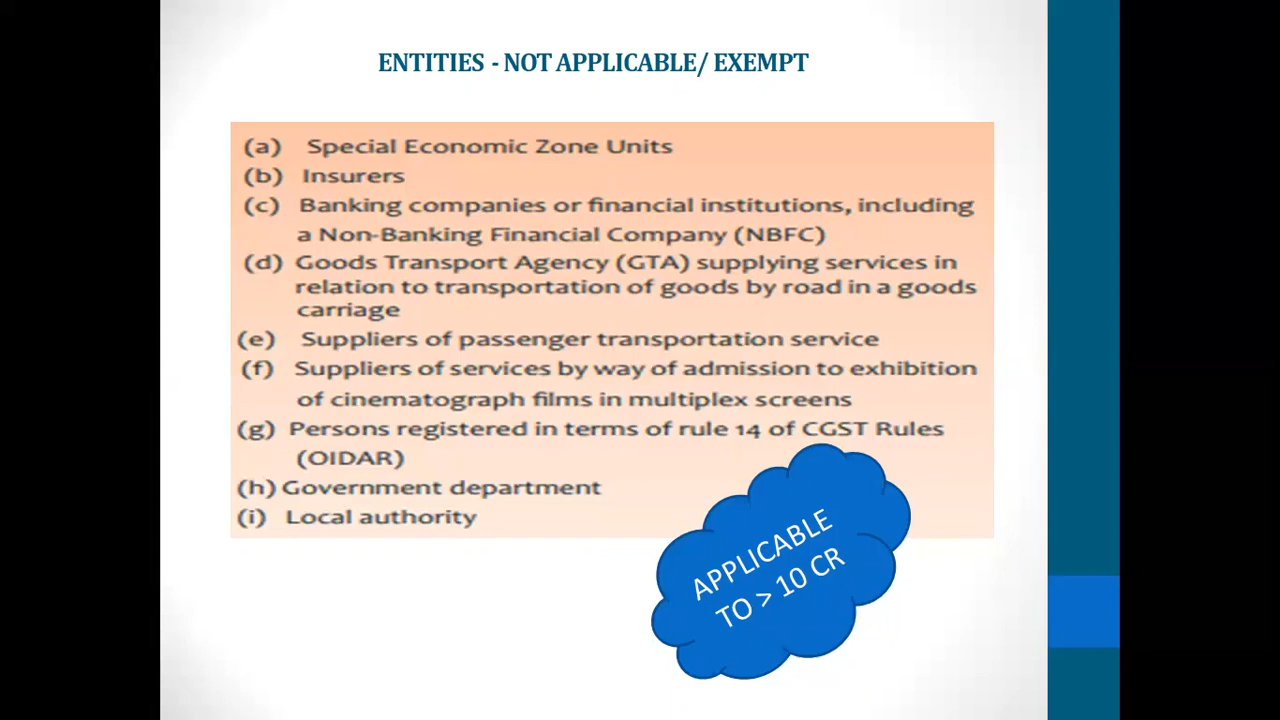 ENTITIES - NOT APPLICABLE/ EXEMPT
(a) Special Economic Zone Units
(b) Insurers
(c) Banking companies or financial institutions, including
a Non-Banking Financial Company (NBFC)
(d) Goods Transport Agency (GTA) supplying services in
relation to transportation of goods by road in a goods
carriage
(e) Suppliers of passenger transportation service
(f) Suppliers of services by way of admission to exhibition
of cinematograph films in multiplex screens
(g) Persons registered in terms of rule 14 of CGST Rules
(OIDAR)
(h) Government department
(i) Local authority
APPLICABLE
TO > 10 CR